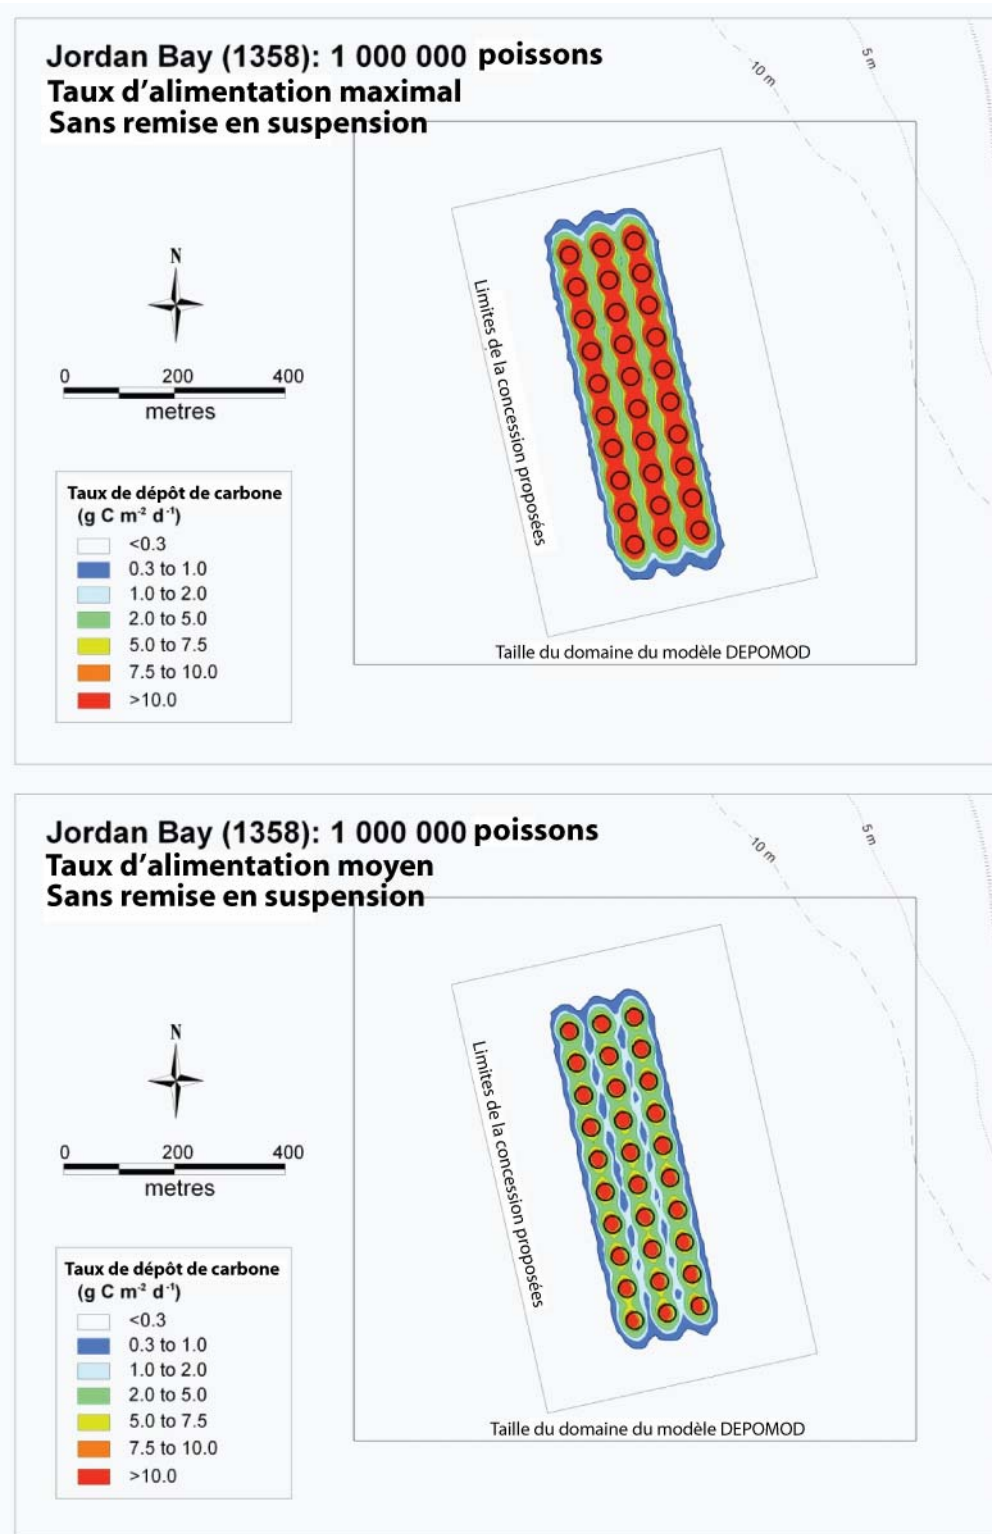 Jordan Bay (1358): 1 000 000 poissons
Taux d'alimentation maximal
Sans remise en suspension
10 m
5 m
N
0 200 400
metres
Limites de la concession proposées
Taux de dépôt de carbone
(g C m⁻² d⁻¹)
<0.3
0.3 to 1.0
1.0 to 2.0
2.0 to 5.0
5.0 to 7.5
7.5 to 10.0
>10.0
Taille du domaine du modèle DEPOMOD
Jordan Bay (1358): 1 000 000 poissons
Taux d'alimentation moyen
Sans remise en suspension
10 m
5 m
N
0 200 400
metres
Limites de la concession proposées
Taux de dépôt de carbone
(g C m⁻² d⁻¹)
<0.3
0.3 to 1.0
1.0 to 2.0
2.0 to 5.0
5.0 to 7.5
7.5 to 10.0
>10.0
Taille du domaine du modèle DEPOMOD